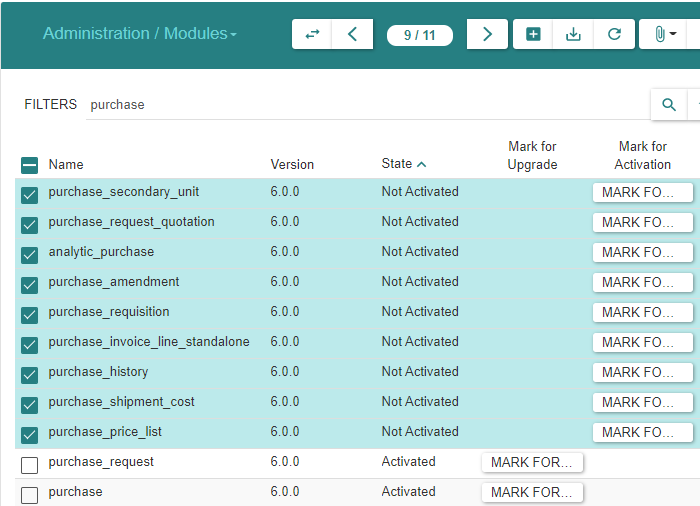 Administration / Modules
9 / 11
FILTERS purchase
Name Version State Mark for Upgrade Mark for Activation
purchase_secondary_unit 6.0.0 Not Activated MARK FO...
purchase_request_quotation 6.0.0 Not Activated MARK FO...
analytic_purchase 6.0.0 Not Activated MARK FO...
purchase_amendment 6.0.0 Not Activated MARK FO...
purchase_requisition 6.0.0 Not Activated MARK FO...
purchase_invoice_line_standalone 6.0.0 Not Activated MARK FO...
purchase_history 6.0.0 Not Activated MARK FO...
purchase_shipment_cost 6.0.0 Not Activated MARK FO...
purchase_price_list 6.0.0 Not Activated MARK FO...
purchase_request 6.0.0 Activated MARK FOR...
purchase 6.0.0 Activated MARK FOR...